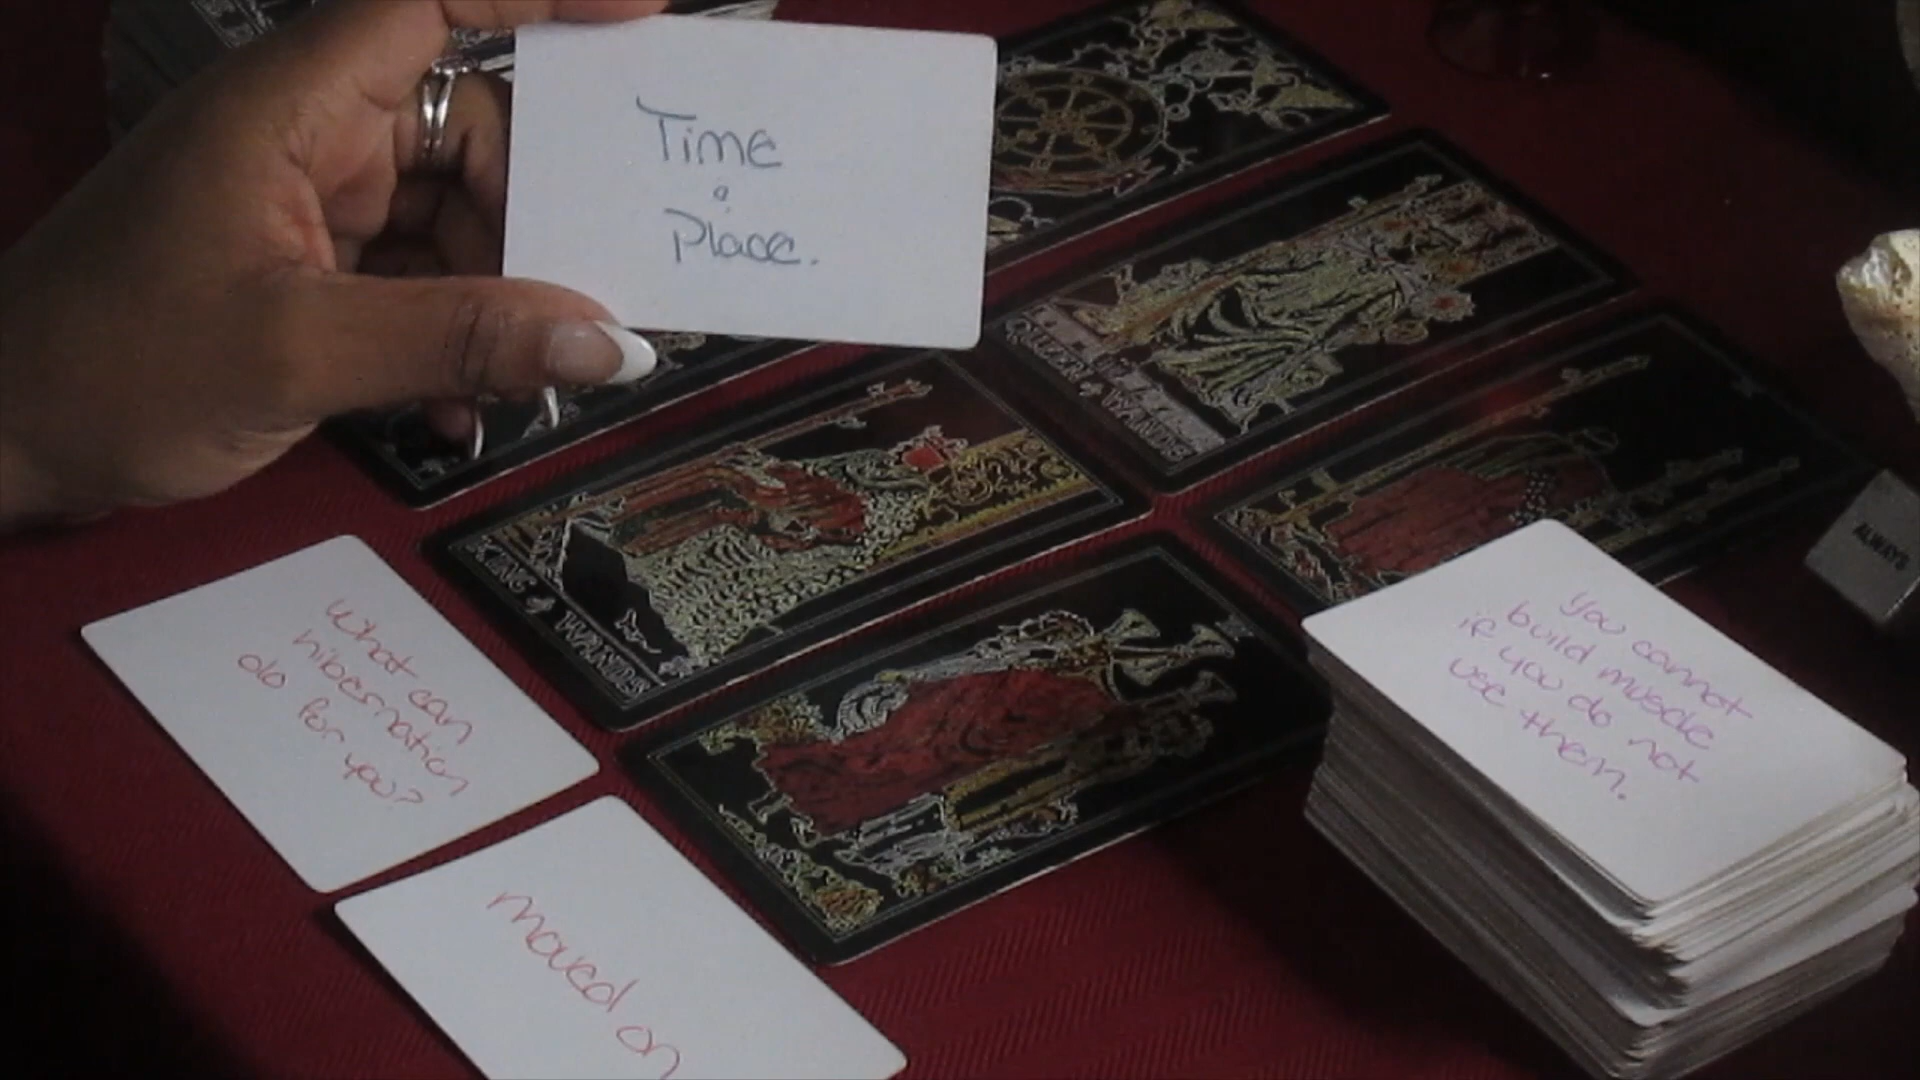 Time
&
Place.
QUEEN of WANDS
KING of WANDS
ALWAYS
What can
hibernation
do for
you?
moved on
You cannot
build muscle
if you do not
use them.